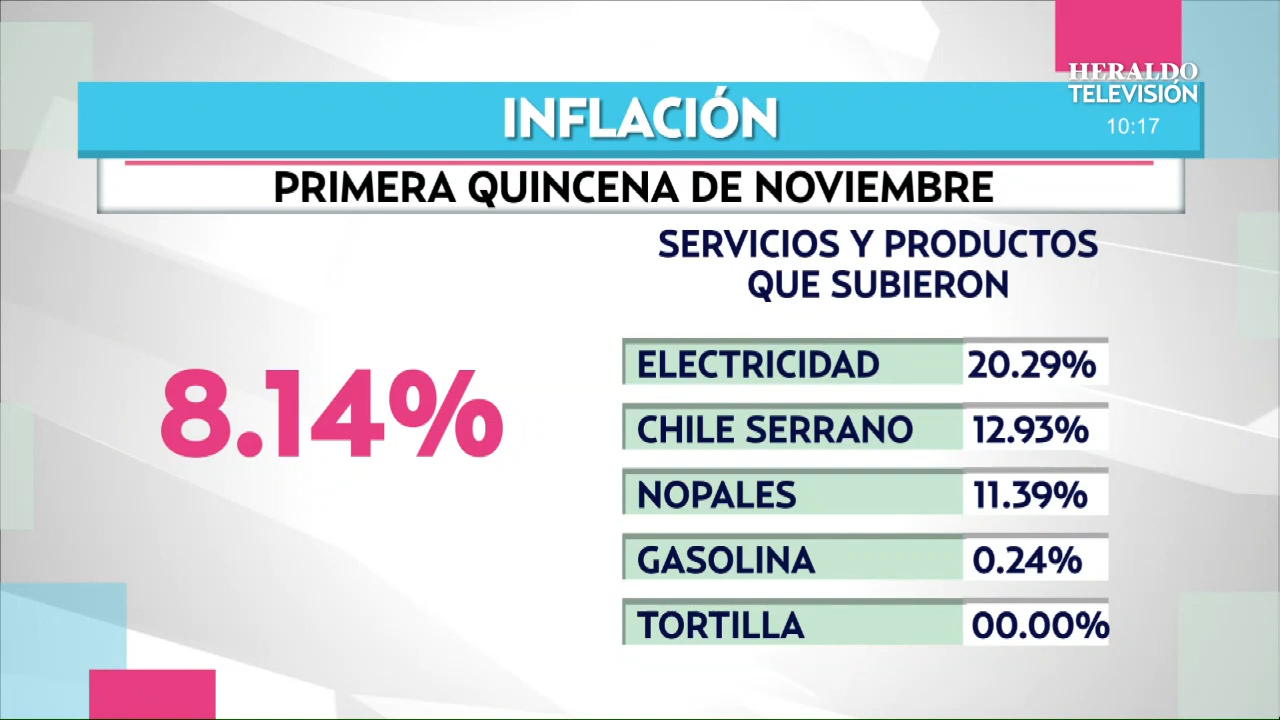 HERALDO
TELEVISIÓN
10:17
INFLACIÓN
PRIMERA QUINCENA DE NOVIEMBRE
8.14%
SERVICIOS Y PRODUCTOS
QUE SUBIERON
ELECTRICIDAD 20.29%
CHILE SERRANO 12.93%
NOPALES 11.39%
GASOLINA 0.24%
TORTILLA 00.00%